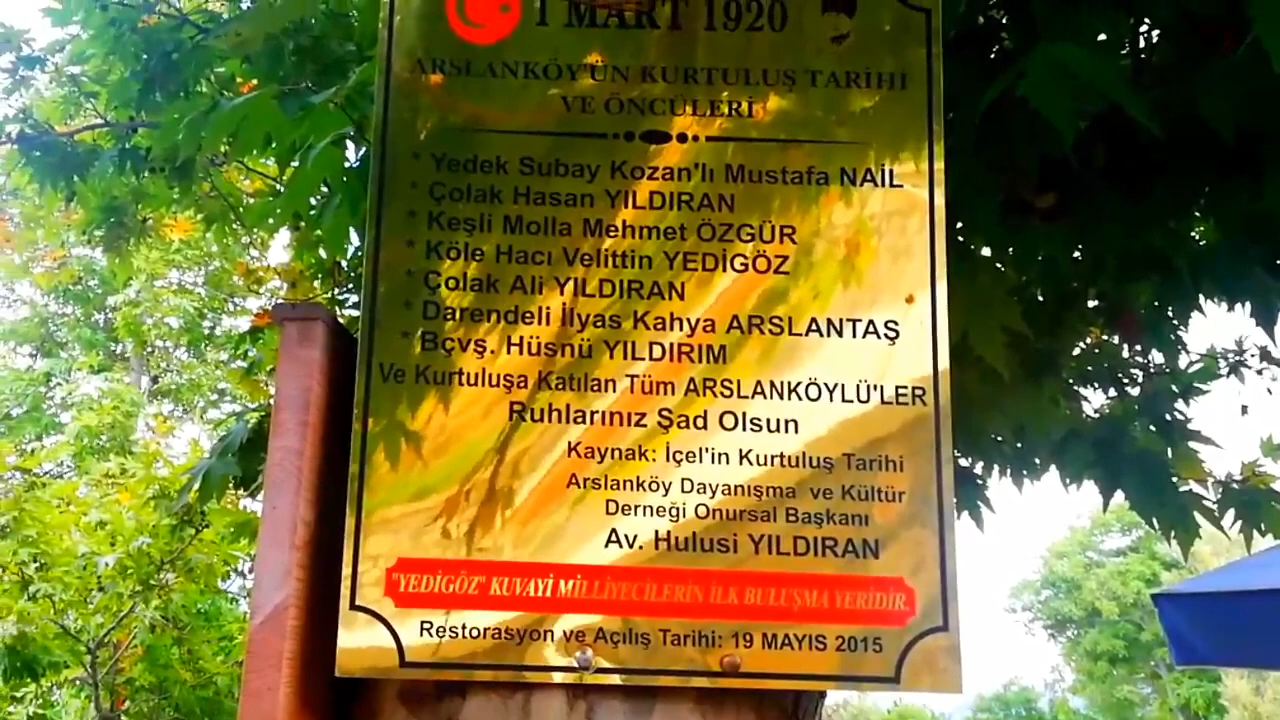 1 MART 1920
ARSLANKÖY'ÜN KURTULUŞ TARİHİ
VE ÖNCÜLERİ
* Yedek Subay Kozan'lı Mustafa NAİL
* Çolak Hasan YILDIRAN
* Keşli Molla Mehmet ÖZGÜR
* Köle Hacı Velittin YEDİGÖZ
* Çolak Ali YILDIRAN
* Darendeli İlyas Kahya ARSLANTAŞ
* Bçvş. Hüsnü YILDIRIM
Ve Kurtuluşa Katılan Tüm ARSLANKÖYLÜ'LER
Ruhlarınız Şad Olsun
Kaynak: İçel'in Kurtuluş Tarihi
Arslanköy Dayanışma ve Kültür
Derneği Onursal Başkanı
Av. Hulusi YILDIRAN
"YEDİGÖZ" KUVAYİ MİLLİYECİLERİN İLK BULUŞMA YERİDİR.
Restorasyon ve Açılış Tarihi: 19 MAYIS 2015